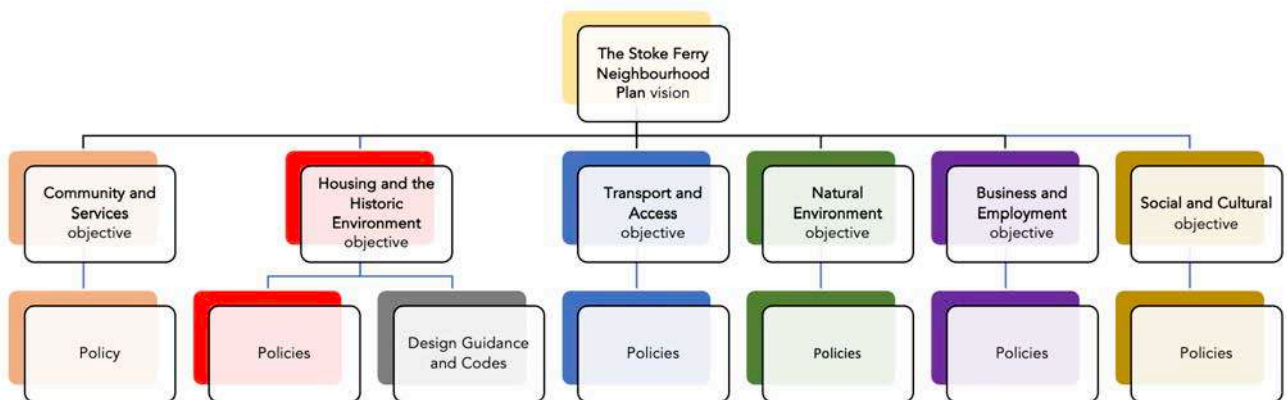 The Stoke Ferry
Neighbourhood
Plan vision
Community and
Services
objective
Housing and the
Historic
Environment
objective
Transport and
Access
objective
Natural
Environment
objective
Business and
Employment
objective
Social and Cultural
objective
Policy
Policies
Design Guidance
and Codes
Policies
Policies
Policies
Policies